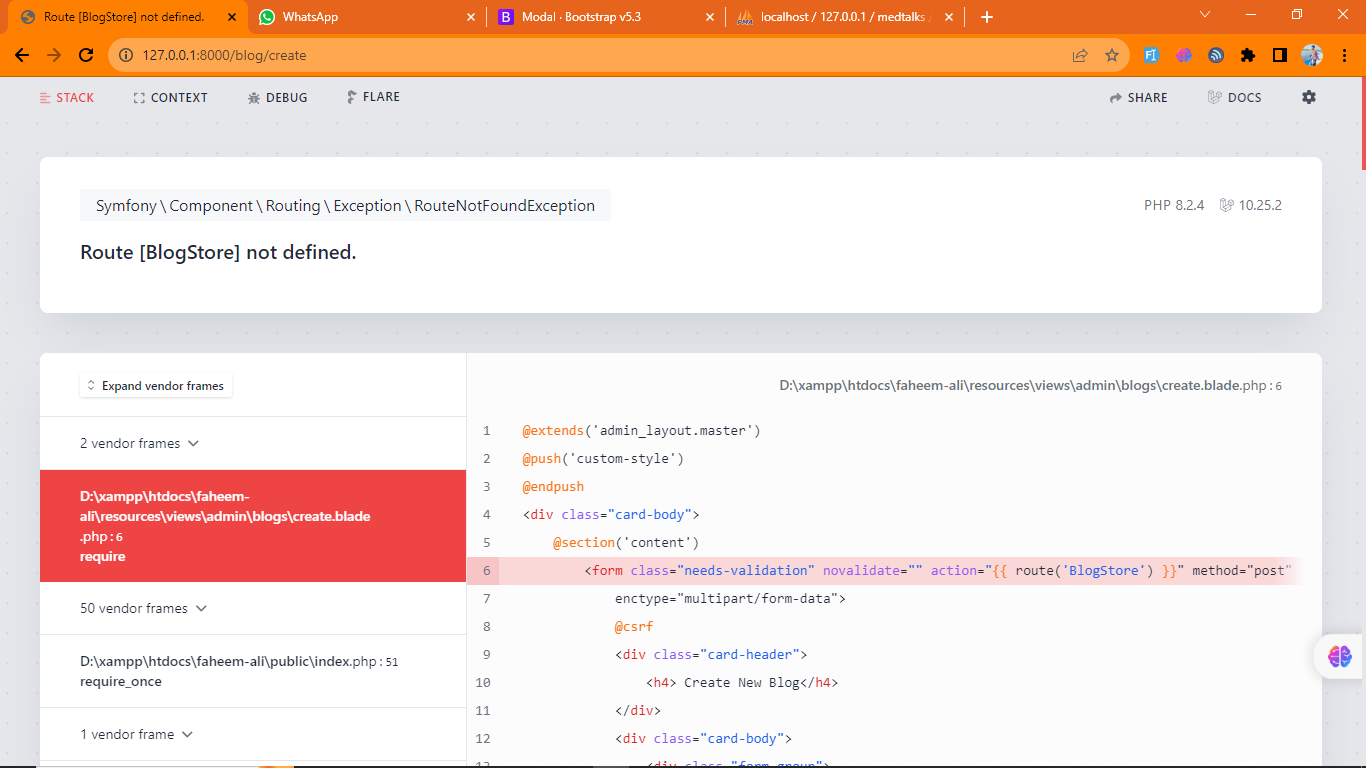 Route [BlogStore] not defined.
WhatsApp
Modal · Bootstrap v5.3
localhost / 127.0.0.1 / medtalks
127.0.0.1:8000/blog/create
STACK
CONTEXT
DEBUG
FLARE
SHARE
DOCS
Symfony \ Component \ Routing \ Exception \ RouteNotFoundException
PHP 8.2.4
10.25.2
Route [BlogStore] not defined.
Expand vendor frames
2 vendor frames
D:\xampp\htdocs\faheem-
ali\resources\views\admin\blogs\create.blade
.php:6
require
50 vendor frames
D:\xampp\htdocs\faheem-ali\public\index.php:51
require_once
1 vendor frame
D:\xampp\htdocs\faheem-ali\resources\views\admin\blogs\create.blade.php:6
1 @extends('admin_layout.master')
2 @push('custom-style')
3 @endpush
4 <div class="card-body">
5 @section('content')
6 <form class="needs-validation" novalidate="" action="{{ route('BlogStore') }}" method="post"
7 enctype="multipart/form-data">
8 @csrf
9 <div class="card-header">
10 <h4> Create New Blog</h4>
11 </div>
12 <div class="card-body">
13 <div class="form-group">